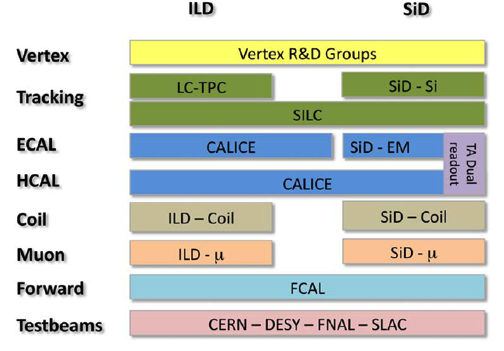 ILD SiD
Vertex Vertex R&D Groups
Tracking LC-TPC SiD - Si
SILC
ECAL CALICE SiD - EM
TA Dual
readout
HCAL CALICE
Coil ILD – Coil SiD – Coil
Muon ILD - μ SiD - μ
Forward FCAL
Testbeams CERN – DESY – FNAL – SLAC